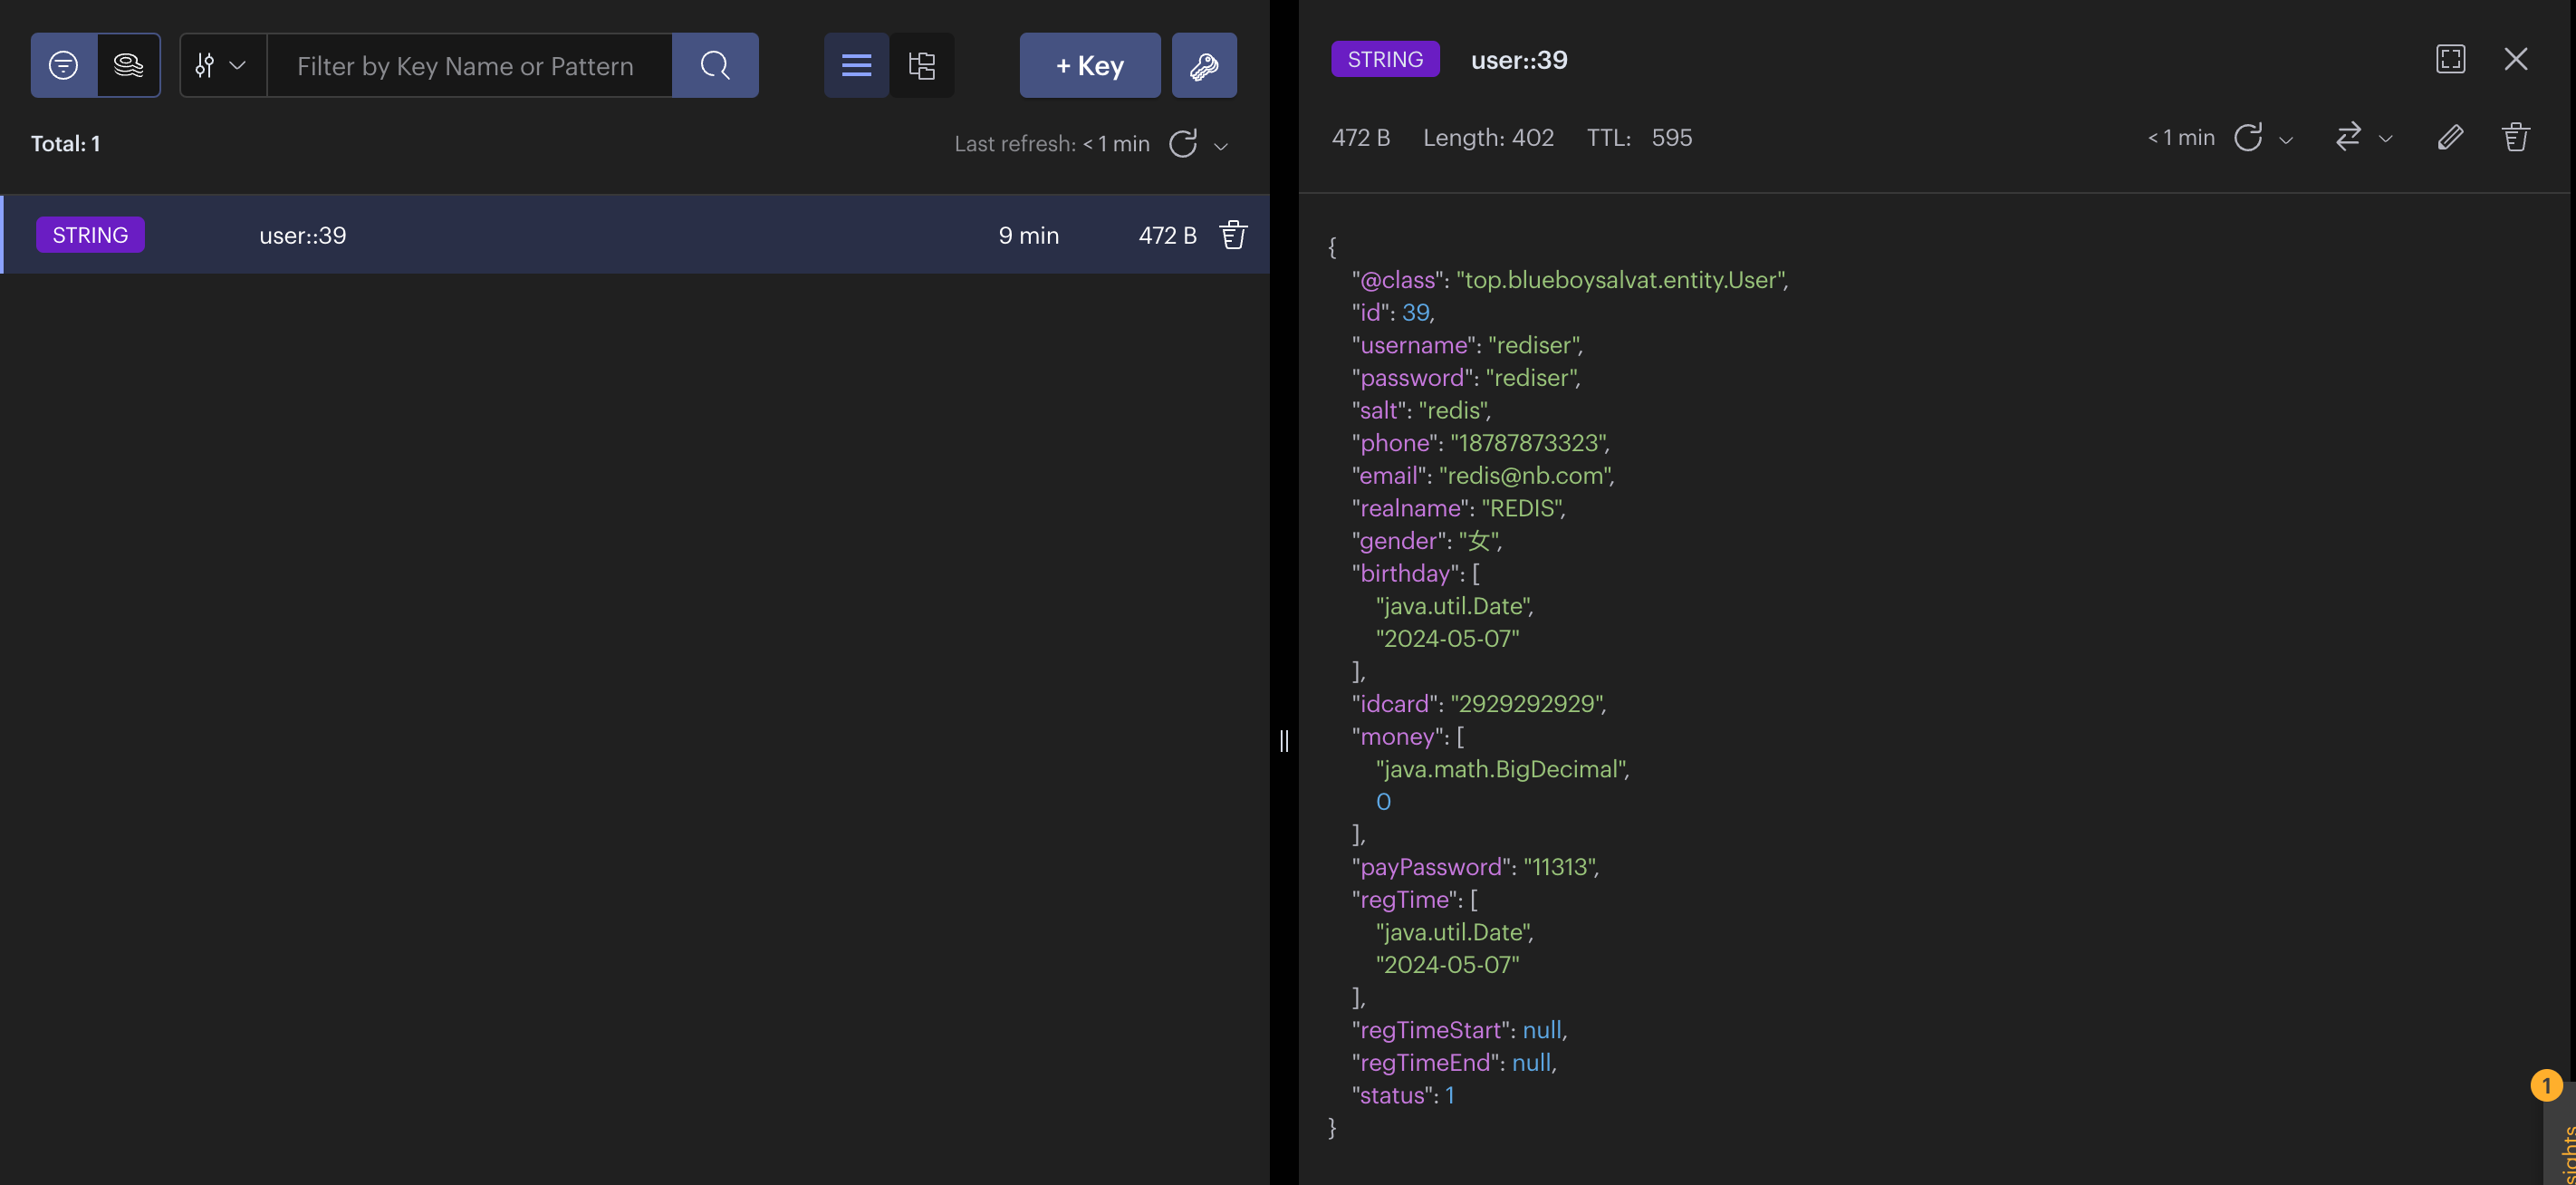 Filter by Key Name or Pattern
+ Key
Total: 1
Last refresh: < 1 min
STRING user::39 9 min 472 B
STRING user::39
472 B Length: 402 TTL: 595
< 1 min
{
"@class": "top.blueboysalvat.entity.User",
"id": 39,
"username": "rediser",
"password": "rediser",
"salt": "redis",
"phone": "18787873323",
"email": "redis@nb.com",
"realname": "REDIS",
"gender": "女",
"birthday": [
"java.util.Date",
"2024-05-07"
],
"idcard": "2929292929",
"money": [
"java.math.BigDecimal",
0
],
"payPassword": "11313",
"regTime": [
"java.util.Date",
"2024-05-07"
],
"regTimeStart": null,
"regTimeEnd": null,
"status": 1
}
1